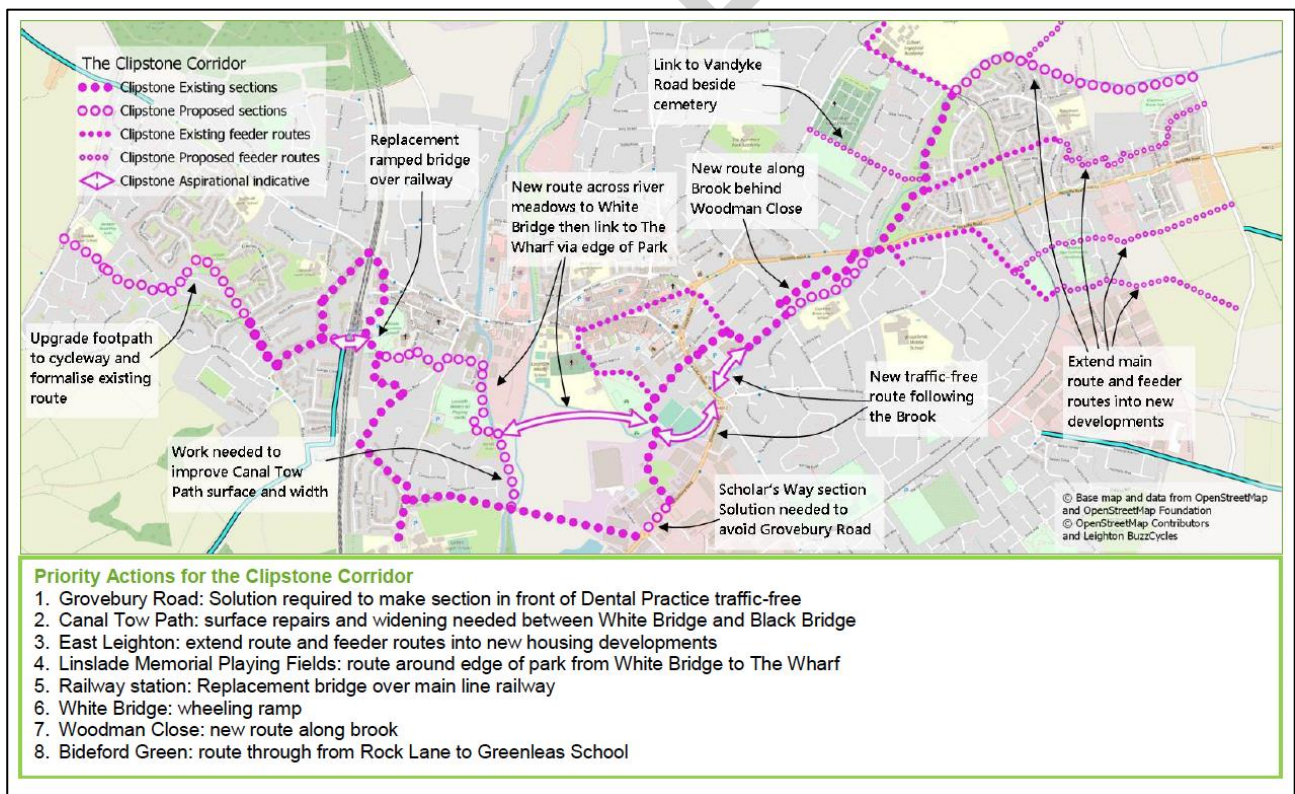 The Clipstone Corridor
Clipstone Existing sections
Clipstone Proposed sections
Clipstone Existing feeder routes
Clipstone Proposed feeder routes
Clipstone Aspirational indicative
Replacement
ramped bridge
over railway
Link to Vandyke
Road beside
cemetery
New route across river
meadows to White
Bridge then link to The
Wharf via edge of Park
New route along
Brook behind
Woodman Close
Upgrade footpath
to cycleway and
formalise existing
route
Work needed to
improve Canal Tow
Path surface and width
New traffic-free
route following
the Brook
Extend main
route and feeder
routes into new
developments
Scholar's Way section
Solution needed to
avoid Grovebury Road
© Base map and data from OpenStreetMap
and OpenStreetMap Foundation
© OpenStreetMap Contributors
and Leighton BuzzCycles
Priority Actions for the Clipstone Corridor
1. Grovebury Road: Solution required to make section in front of Dental Practice traffic-free
2. Canal Tow Path: surface repairs and widening needed between White Bridge and Black Bridge
3. East Leighton: extend route and feeder routes into new housing developments
4. Linslade Memorial Playing Fields: route around edge of park from White Bridge to The Wharf
5. Railway station: Replacement bridge over main line railway
6. White Bridge: wheeling ramp
7. Woodman Close: new route along brook
8. Bideford Green: route through from Rock Lane to Greenleas School